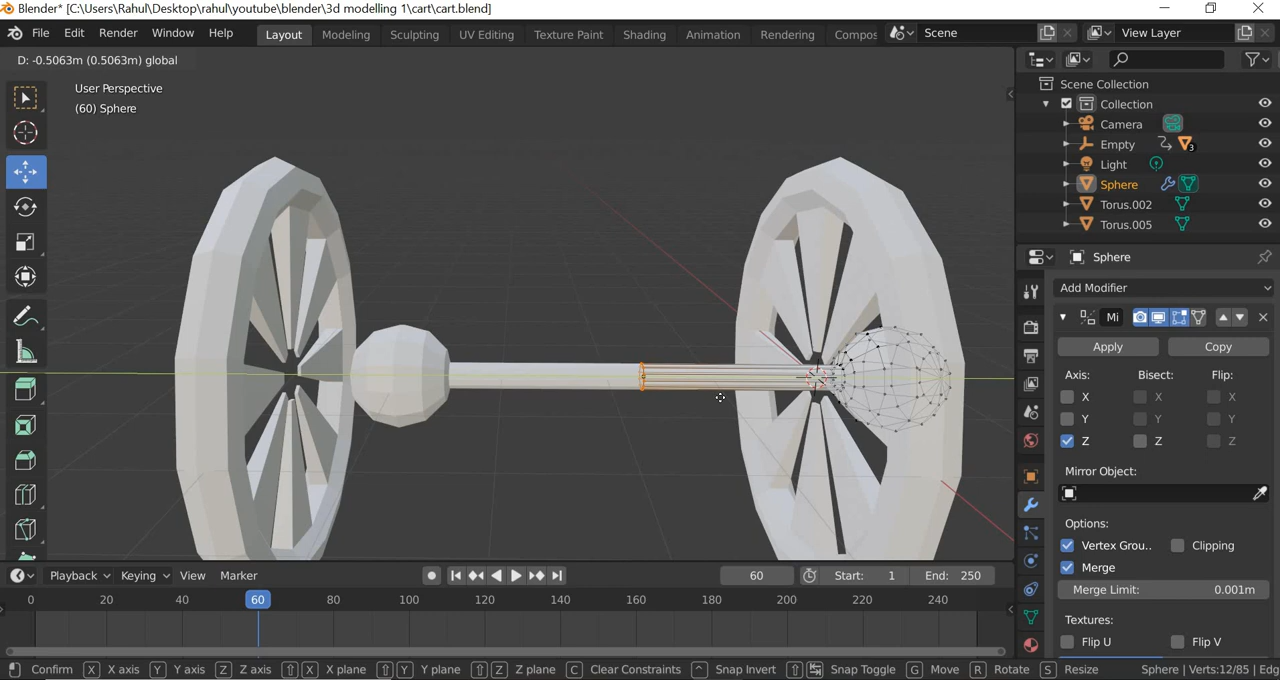 Blender* [C:\Users\Rahul\Desktop\rahul\youtube\blender\3d modelling 1\cart\cart.blend]
File Edit Render Window Help Layout Modeling Sculpting UV Editing Texture Paint Shading Animation Rendering Compos Scene View Layer
D: -0.5063m (0.5063m) global
User Perspective
(60) Sphere
Scene Collection
Collection
Camera
Empty 3
Light
Sphere
Torus.002
Torus.005
Sphere
Add Modifier
Mi
Apply Copy
Axis: Bisect: Flip:
X X X
Y Y Y
Z Z Z
Mirror Object:
Options:
Vertex Grou.. Clipping
Merge
Merge Limit: 0.001m
Textures:
Flip U Flip V
Playback Keying View Marker 60 Start: 1 End: 250
0 20 40 60 80 100 120 140 160 180 200 220 240
Confirm X X axis Y Y axis Z Z axis X X plane Y Y plane Z Z plane C Clear Constraints Snap Invert Snap Toggle G Move R Rotate S Resize Sphere | Verts:12/85 | Edg